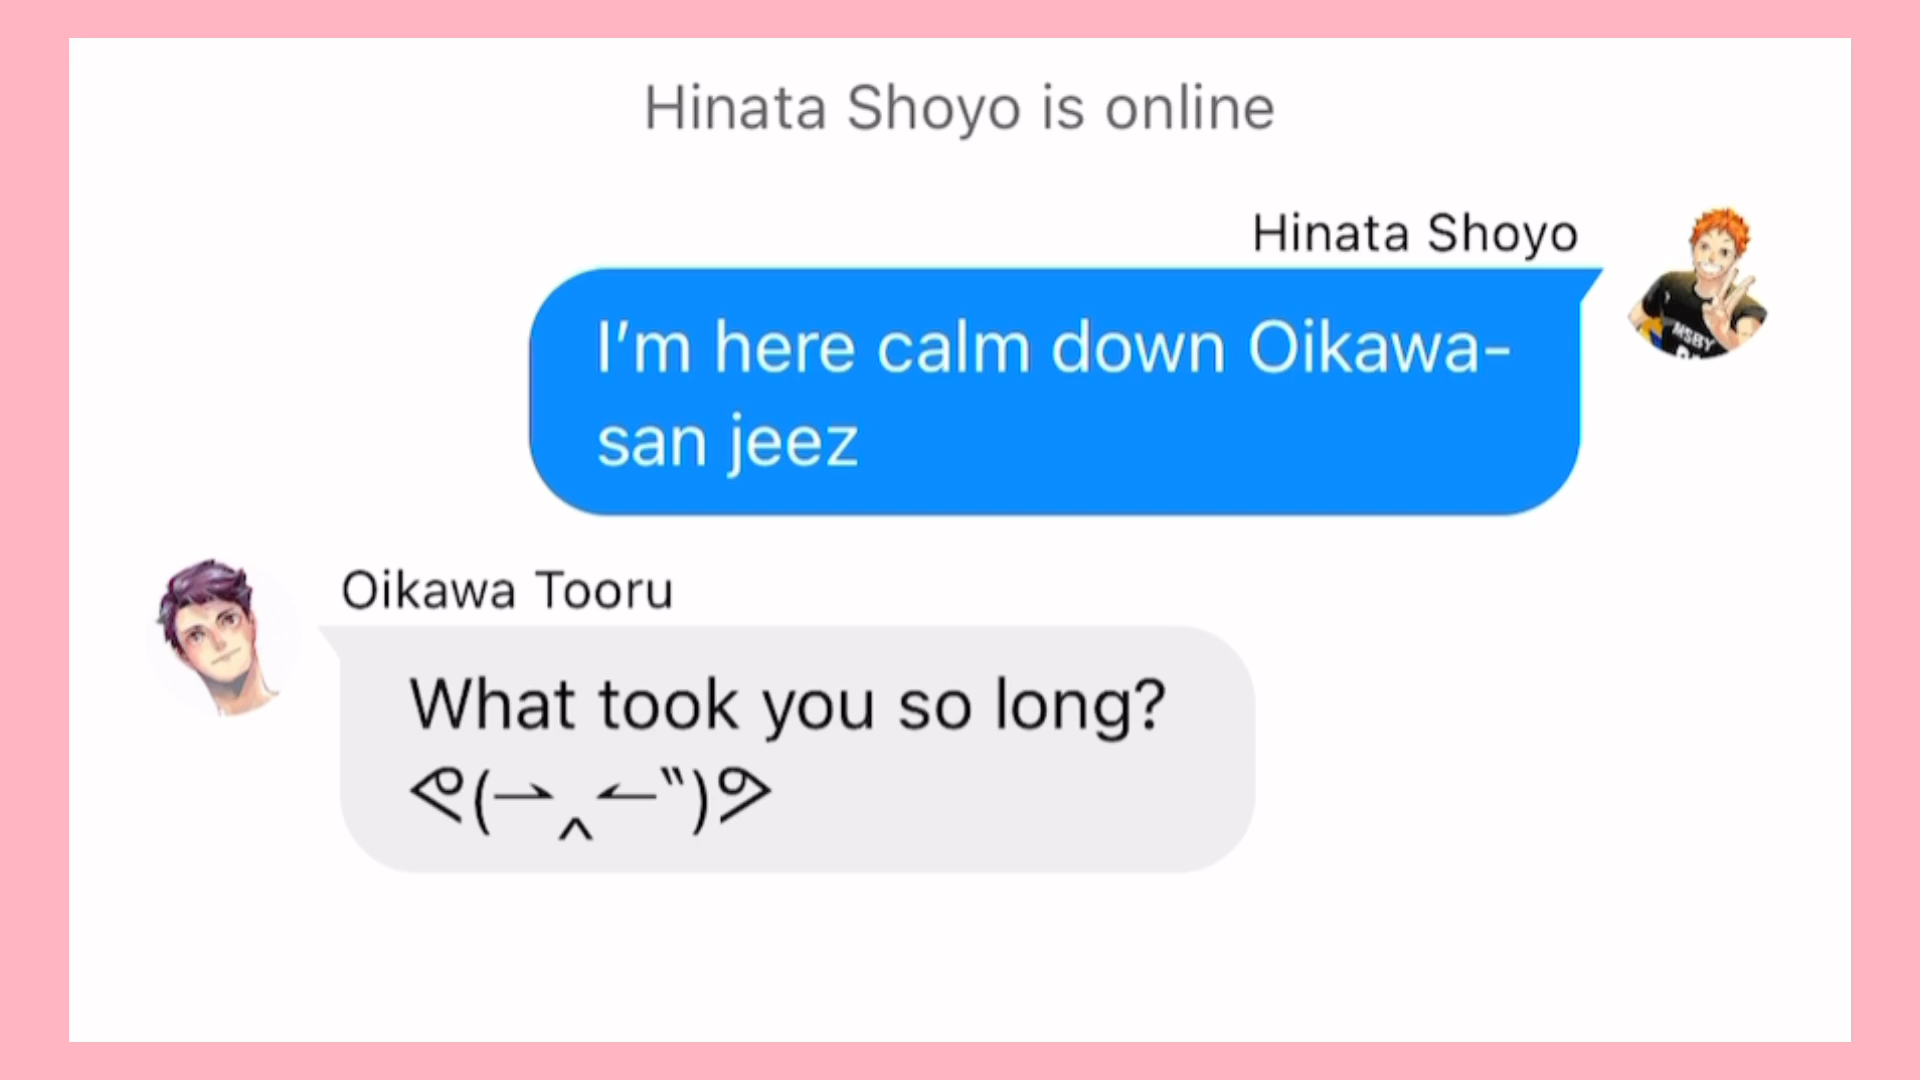 Hinata Shoyo is online
Hinata Shoyo
I'm here calm down Oikawa-
san jeez
MSBY
Oikawa Tooru
What took you so long?
ᕙ(⇀‸↼‶)ᕗ